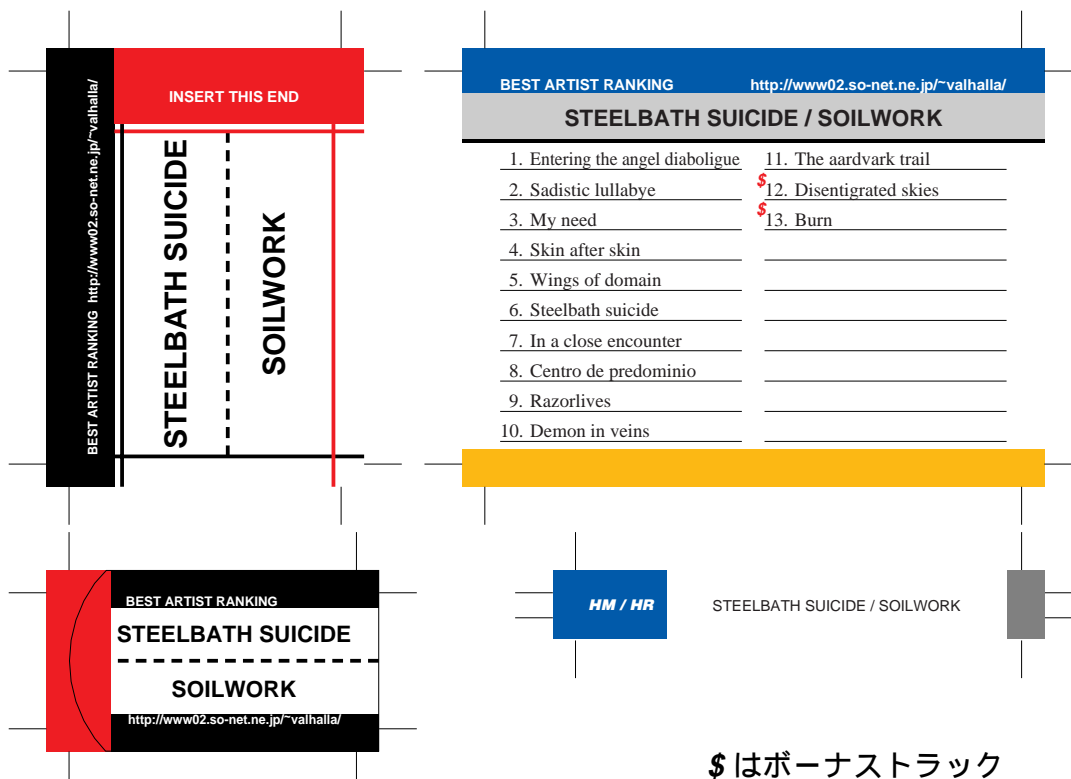 INSERT THIS END
BEST ARTIST RANKING http://www02.so-net.ne.jp/~valhalla/
STEELBATH SUICIDE
SOILWORK
BEST ARTIST RANKING http://www02.so-net.ne.jp/~valhalla/
STEELBATH SUICIDE / SOILWORK
1. Entering the angel diaboligue
2. Sadistic lullabye
3. My need
4. Skin after skin
5. Wings of domain
6. Steelbath suicide
7. In a close encounter
8. Centro de predominio
9. Razorlives
10. Demon in veins
11. The aardvark trail
$12. Disentigrated skies
$13. Burn
BEST ARTIST RANKING
STEELBATH SUICIDE
SOILWORK
http://www02.so-net.ne.jp/~valhalla/
HM / HR
STEELBATH SUICIDE / SOILWORK
$ はボーナストラック